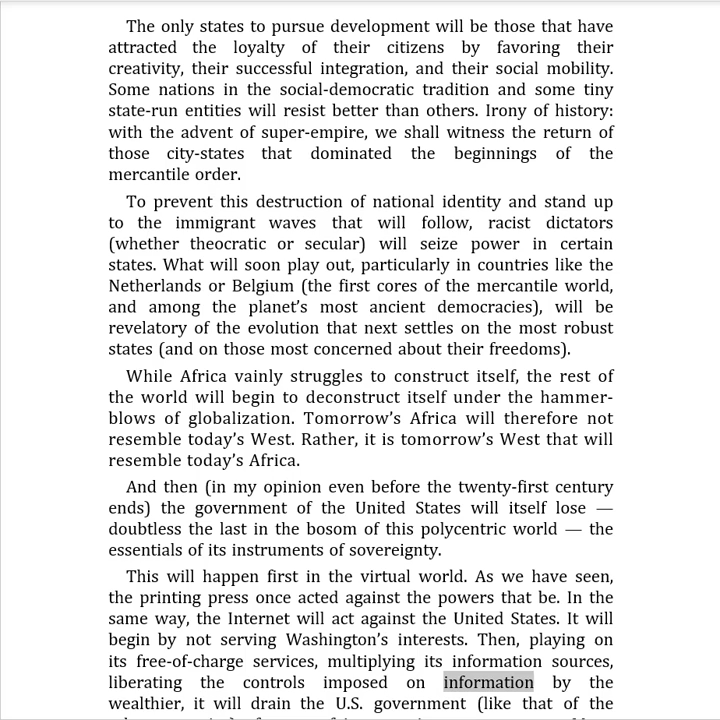 The only states to pursue development will be those that have
attracted the loyalty of their citizens by favoring their
creativity, their successful integration, and their social mobility.
Some nations in the social-democratic tradition and some tiny
state-run entities will resist better than others. Irony of history:
with the advent of super-empire, we shall witness the return of
those city-states that dominated the beginnings of the
mercantile order.
To prevent this destruction of national identity and stand up
to the immigrant waves that will follow, racist dictators
(whether theocratic or secular) will seize power in certain
states. What will soon play out, particularly in countries like the
Netherlands or Belgium (the first cores of the mercantile world,
and among the planet’s most ancient democracies), will be
revelatory of the evolution that next settles on the most robust
states (and on those most concerned about their freedoms).
While Africa vainly struggles to construct itself, the rest of
the world will begin to deconstruct itself under the hammer-
blows of globalization. Tomorrow’s Africa will therefore not
resemble today’s West. Rather, it is tomorrow’s West that will
resemble today’s Africa.
And then (in my opinion even before the twenty-first century
ends) the government of the United States will itself lose —
doubtless the last in the bosom of this polycentric world — the
essentials of its instruments of sovereignty.
This will happen first in the virtual world. As we have seen,
the printing press once acted against the powers that be. In the
same way, the Internet will act against the United States. It will
begin by not serving Washington’s interests. Then, playing on
its free-of-charge services, multiplying its information sources,
liberating the controls imposed on information by the
wealthier, it will drain the U.S. government (like that of the